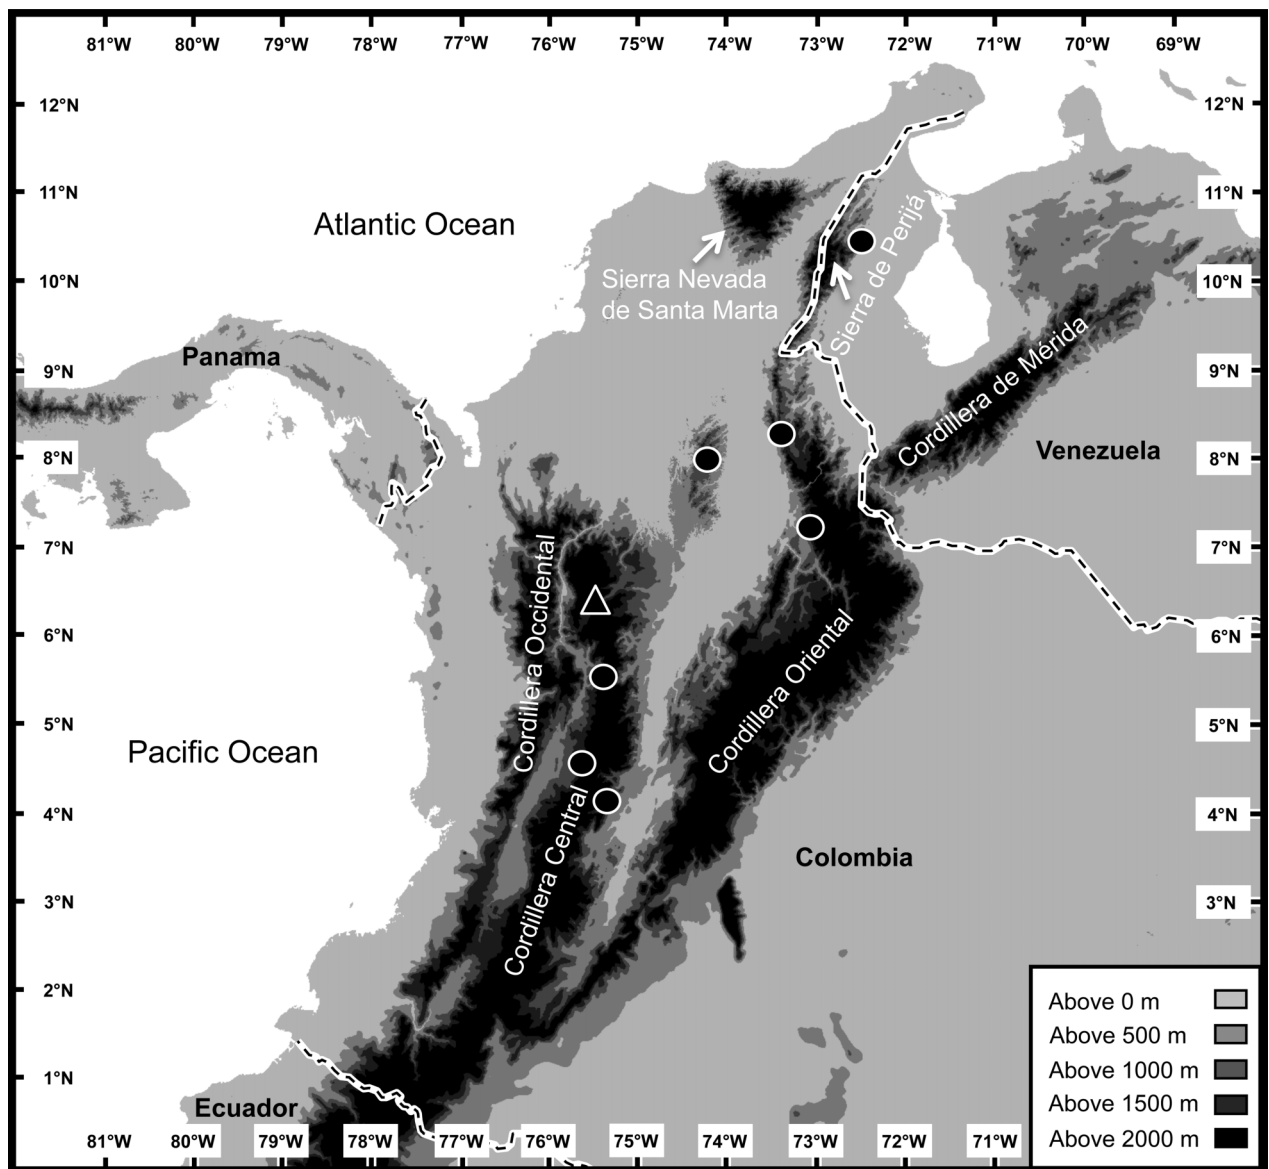 81°W 80°W 79°W 78°W 77°W 76°W 75°W 74°W 73°W 72°W 71°W 70°W 69°W
12°N 12°N
11°N 11°N
Atlantic Ocean
Sierra de Perijá
Sierra Nevada
de Santa Marta
10°N 10°N
Panama
9°N 9°N
Cordillera de Mérida
Venezuela
8°N 8°N
7°N 7°N
Cordillera Occidental
6°N 6°N
Cordillera Oriental
5°N 5°N
Pacific Ocean
4°N 4°N
Cordillera Central
Colombia
3°N 3°N
2°N
Above 0 m
Above 500 m
1°N
Above 1000 m
Above 1500 m
Ecuador
Above 2000 m
81°W 80°W 79°W 78°W 77°W 76°W 75°W 74°W 73°W 72°W 71°W